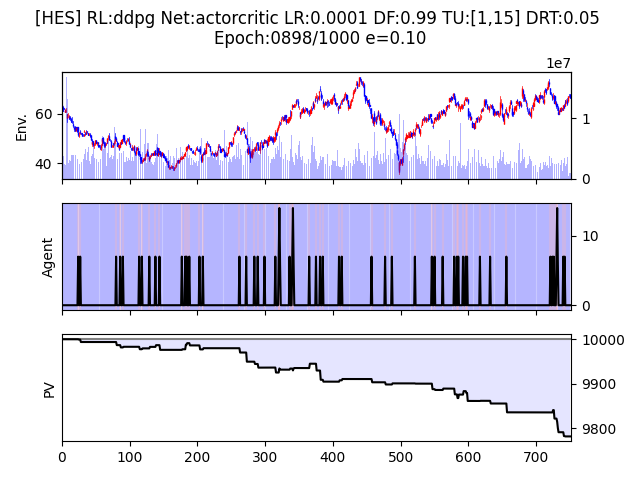 [HES] RL:ddpg Net:actorcritic LR:0.0001 DF:0.99 TU:[1,15] DRT:0.05
Epoch:0898/1000 e=0.10
1e7
Env.
60
40
1
0
Agent
10
0
PV
10000
9900
9800
0 100 200 300 400 500 600 700